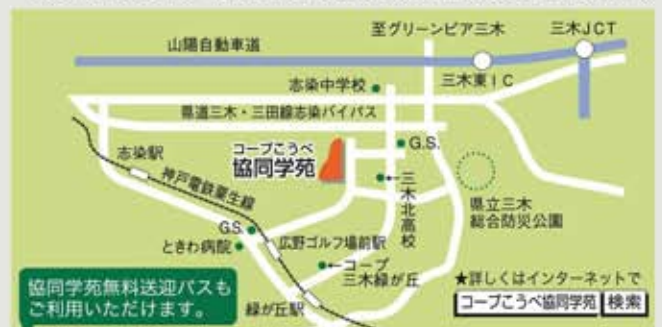 至グリーンピア三木
三木JCT
山陽自動車道
三木東IC
志染中学校
県道三木・三田線志染バイパス
G.S.
コープこうべ
協同学苑
志染駅
神戸電鉄粟生線
三木北高校
県立三木
総合防災公園
G.S.
ときわ病院
広野ゴルフ場前駅
コープ
三木緑が丘
緑が丘駅
協同学苑無料送迎バスも
ご利用いただけます。
★詳しくはインターネットで
コープこうべ協同学苑 検索